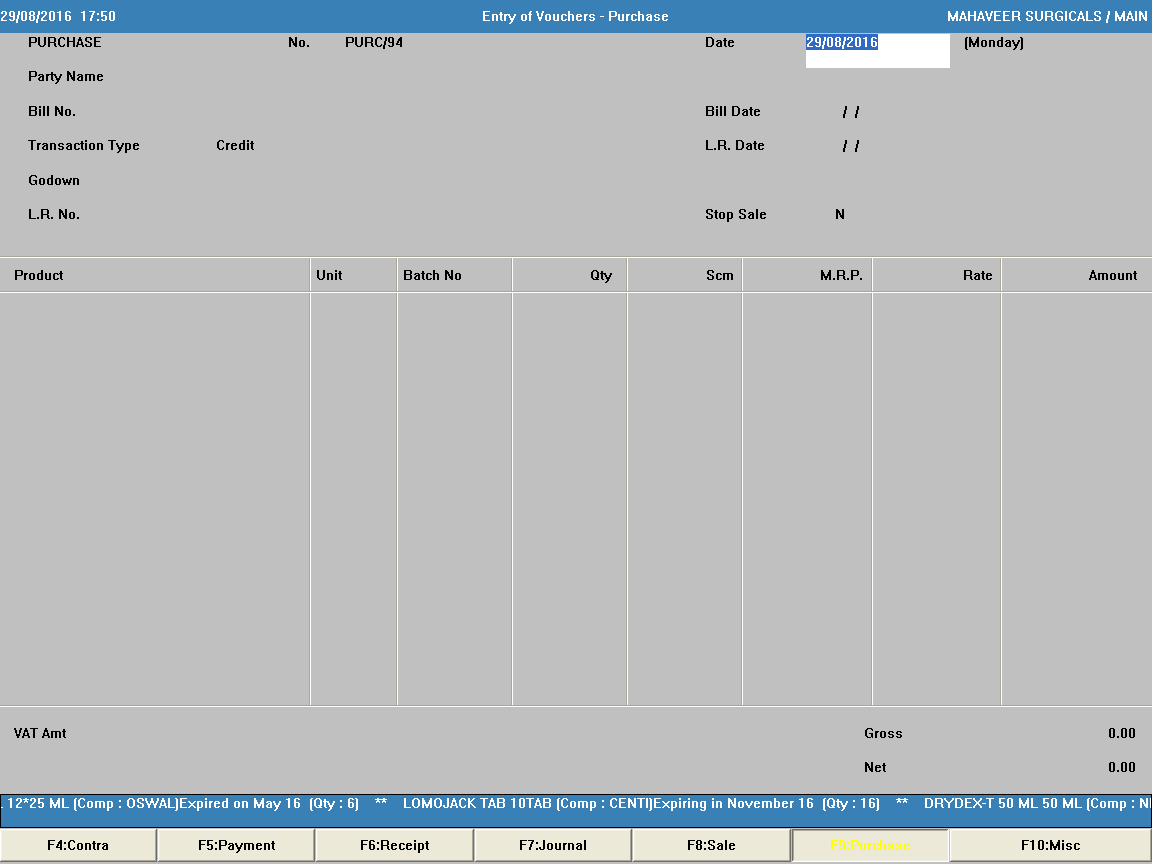 29/08/2016 17:50 Entry of Vouchers - Purchase MAHAVEER SURGICALS / MAIN
PURCHASE No. PURC/94 Date 29/08/2016 (Monday)
Party Name
Bill No. Bill Date / /
Transaction Type Credit L.R. Date / /
Godown
L.R. No. Stop Sale N
Product Unit Batch No Qty Scm M.R.P. Rate Amount
VAT Amt Gross 0.00
Net 0.00
. 12*25 ML (Comp : OSWAL)Expired on May 16 (Qty : 6) ** LOMOJACK TAB 10TAB (Comp : CENTI)Expiring in November 16 (Qty : 16) ** DRYDEX-T 50 ML 50 ML (Comp :
F4:Contra F5:Payment F6:Receipt F7:Journal F8:Sale F9:Purchase F10:Misc